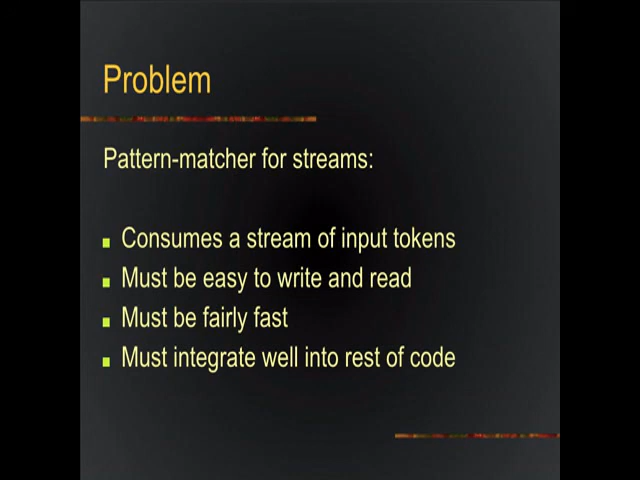 Problem
Pattern-matcher for streams:
Consumes a stream of input tokens
Must be easy to write and read
Must be fairly fast
Must integrate well into rest of code